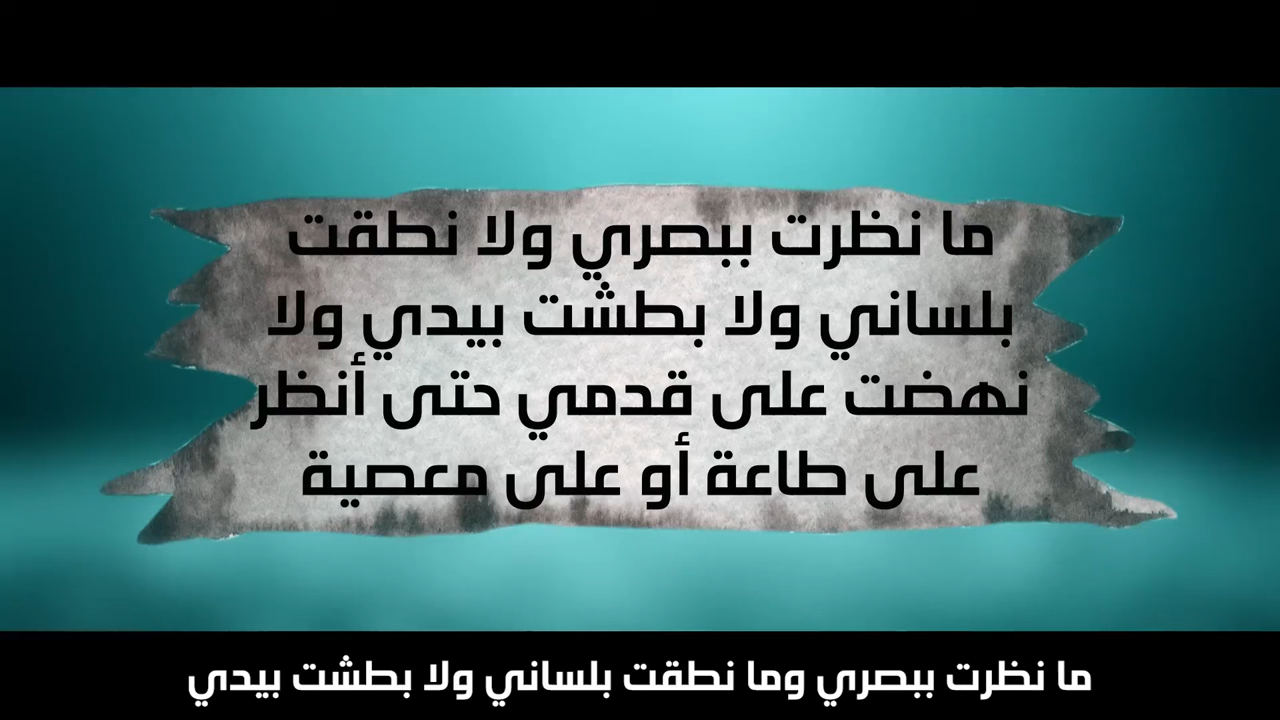 ما نظرت ببصري ولا نطقت
بلساني ولا بطشت بيدي ولا
نهضت على قدمي حتى أنظر
على طاعة أو على معصية
ما نظرت ببصري وما نطقت بلساني ولا بطشت بيدي